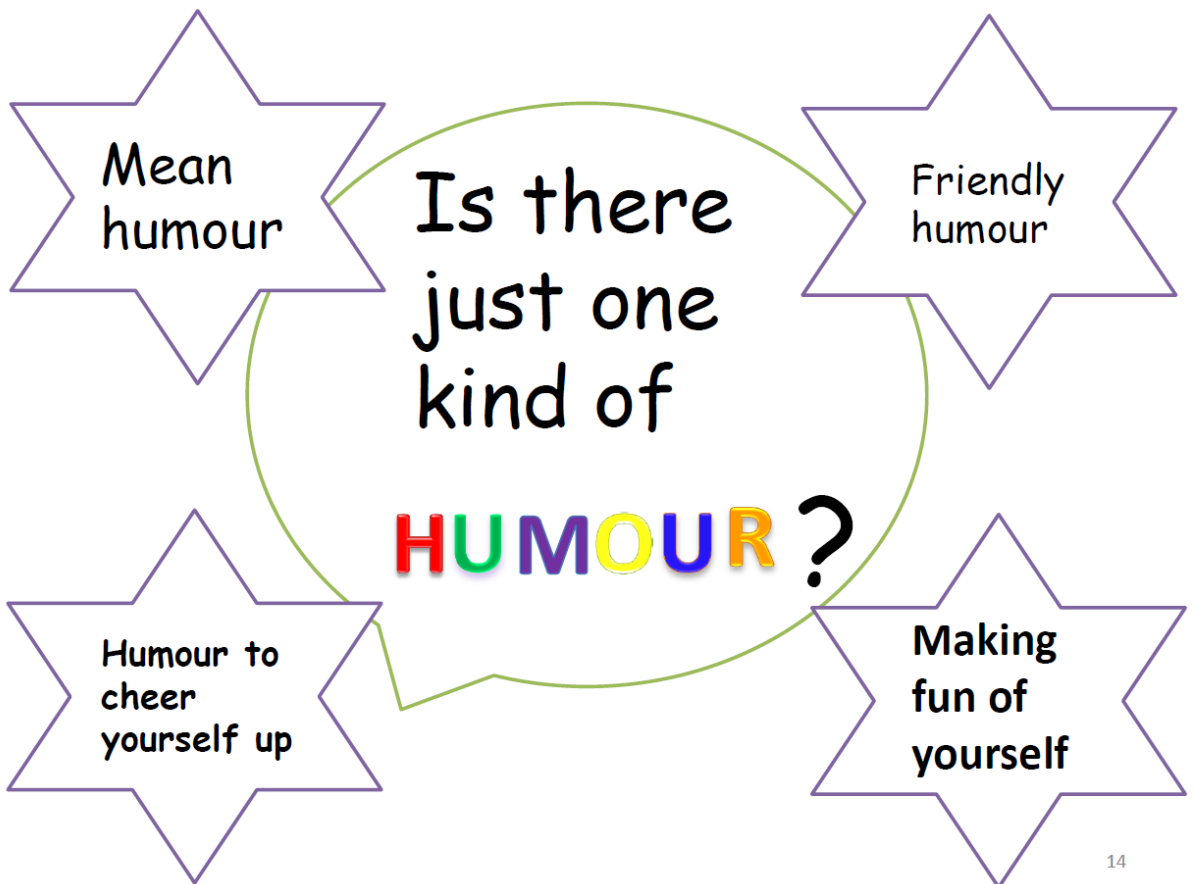 Mean
humour
Is there
just one
kind of
HUMOUR?
Friendly
humour
Humour to
cheer
yourself up
Making
fun of
yourself
14